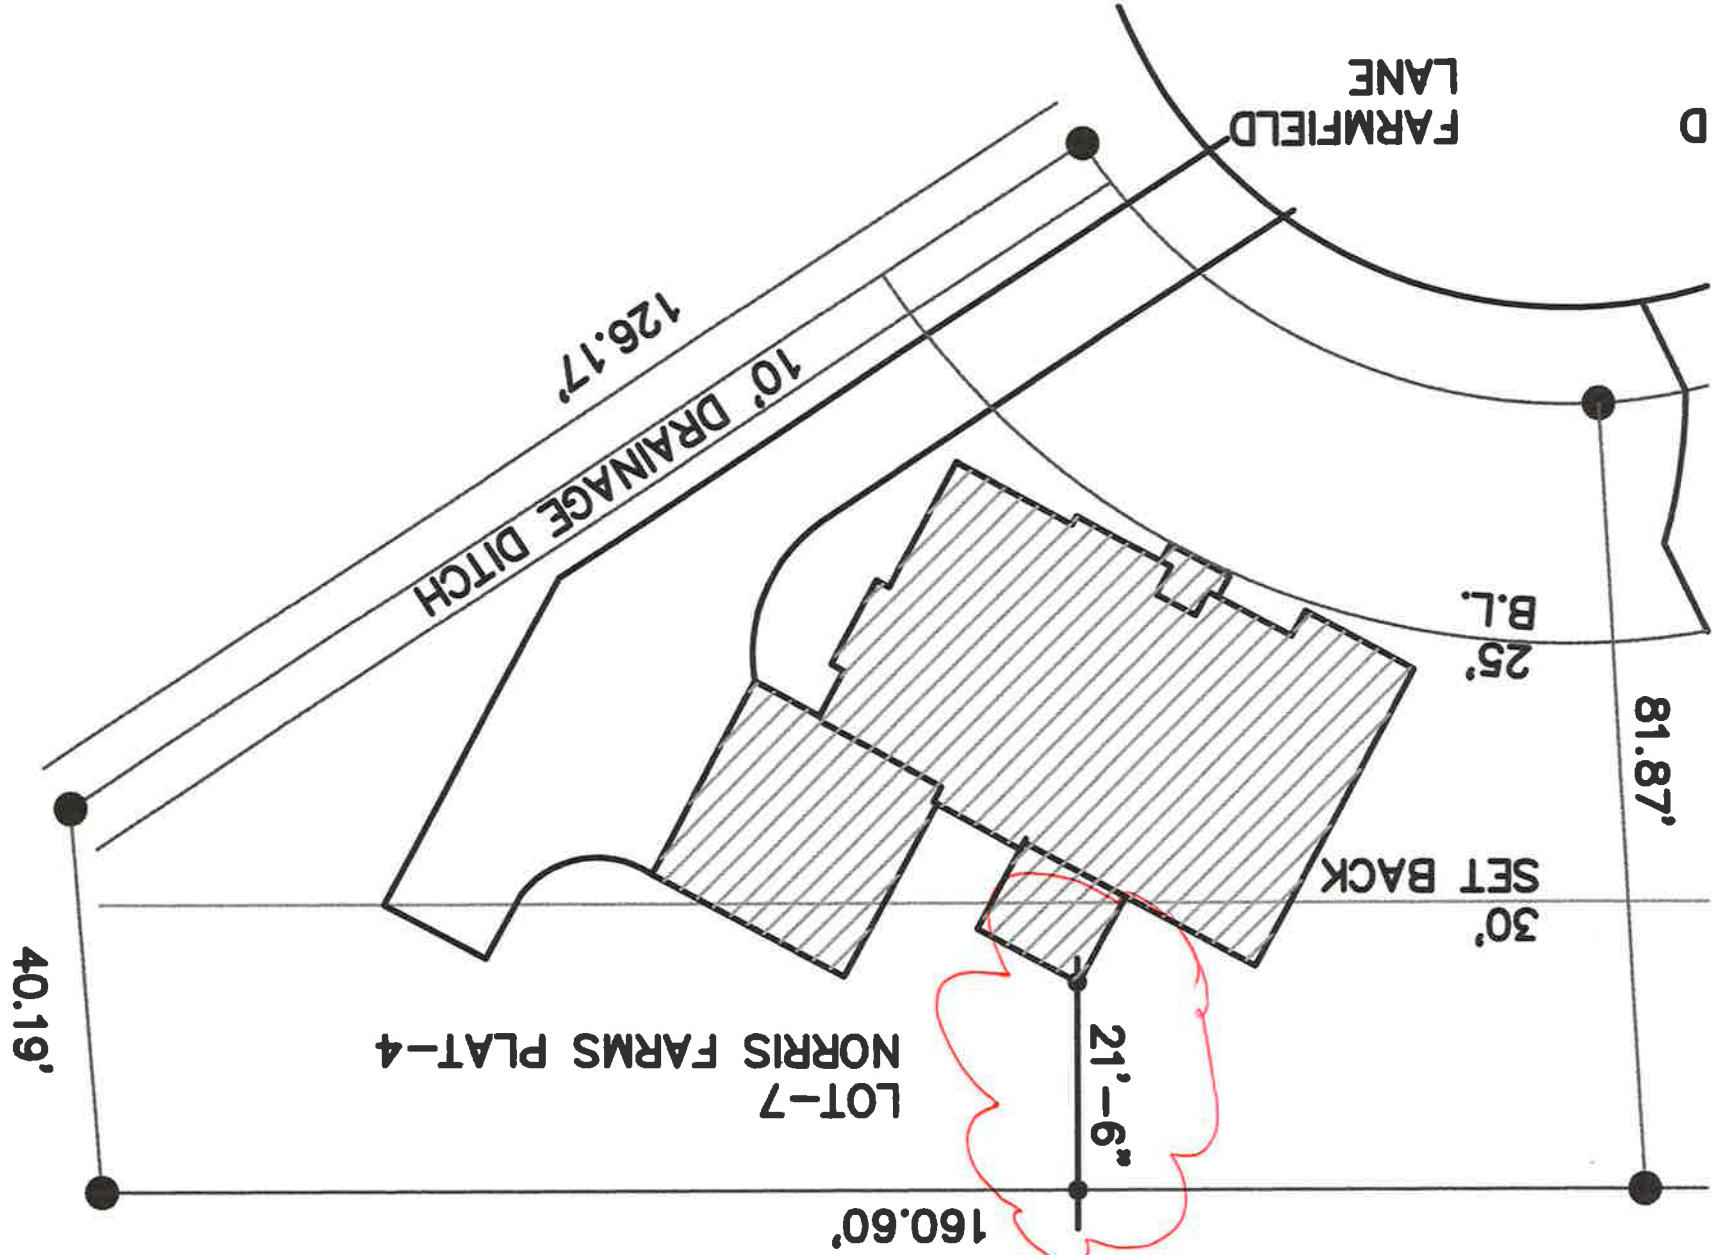 160.60'
LOT-7
NORRIS FARMS PLAT-4
21'-6"
40.19'
30'
SET BACK
81.87'
25'
B.L.
10' DRAINAGE DITCH
126.17'
FARMFIELD
LANE
D